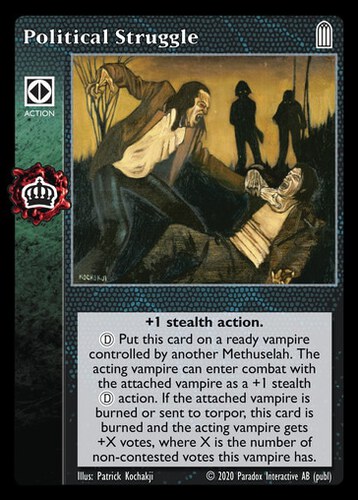 Political Struggle
ACTION
KOCHAKJI
+1 stealth action.
Ⓓ Put this card on a ready vampire
controlled by another Methuselah. The
acting vampire can enter combat
with the attached vampire as a +1 stealth
Ⓓ action. If the attached vampire is
burned or sent to torpor, this card is
burned and the acting vampire gets
+X votes, where X is the number of
non-contested votes this vampire has.
Illus: Patrick Kochakji © 2020 Paradox Interactive AB (publ)